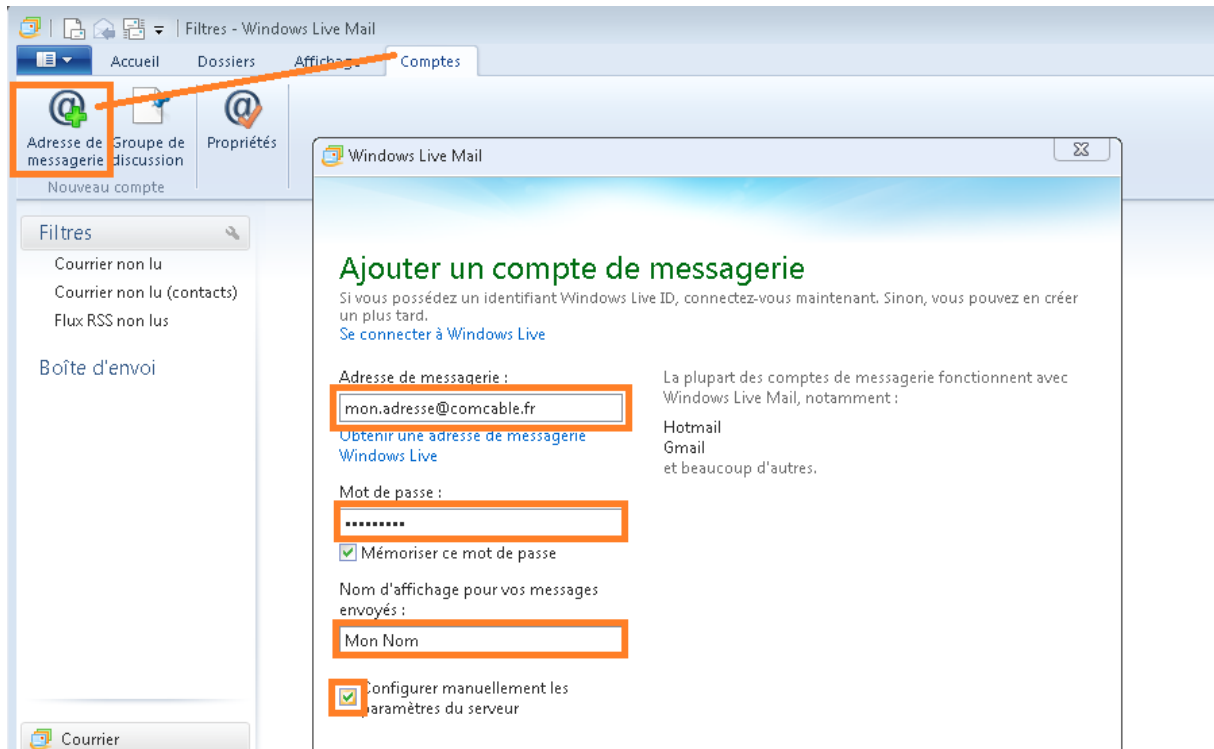 Filtres - Windows Live Mail
Accueil Dossiers Affichage Comptes
Adresse de messagerie
Groupe de discussion
Propriétés
Nouveau compte
Filtres
Courrier non lu
Courrier non lu (contacts)
Flux RSS non lus
Boîte d'envoi
Courrier
Windows Live Mail
Ajouter un compte de messagerie
Si vous possédez un identifiant Windows Live ID, connectez-vous maintenant. Sinon, vous pouvez en créer
un plus tard.
Se connecter à Windows Live
Adresse de messagerie :
mon.adresse@comcable.fr
Obtenir une adresse de messagerie
Windows Live
Mot de passe :
•••••••••
Mémoriser ce mot de passe
Nom d'affichage pour vos messages
envoyés :
Mon Nom
Configurer manuellement les
paramètres du serveur
La plupart des comptes de messagerie fonctionnent avec
Windows Live Mail, notamment :
Hotmail
Gmail
et beaucoup d'autres.